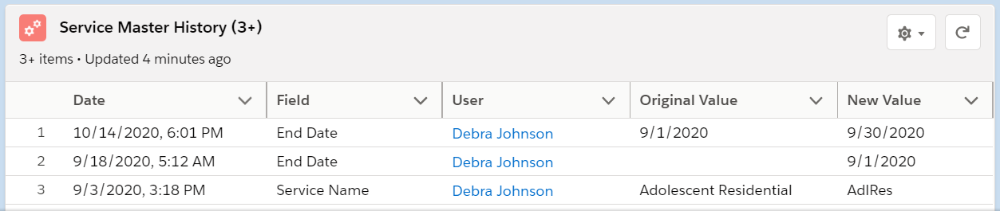 Service Master History (3+)
3+ items • Updated 4 minutes ago
Date Field User Original Value New Value
1 10/14/2020, 6:01 PM End Date Debra Johnson 9/1/2020 9/30/2020
2 9/18/2020, 5:12 AM End Date Debra Johnson 9/1/2020
3 9/3/2020, 3:18 PM Service Name Debra Johnson Adolescent Residential AdlRes